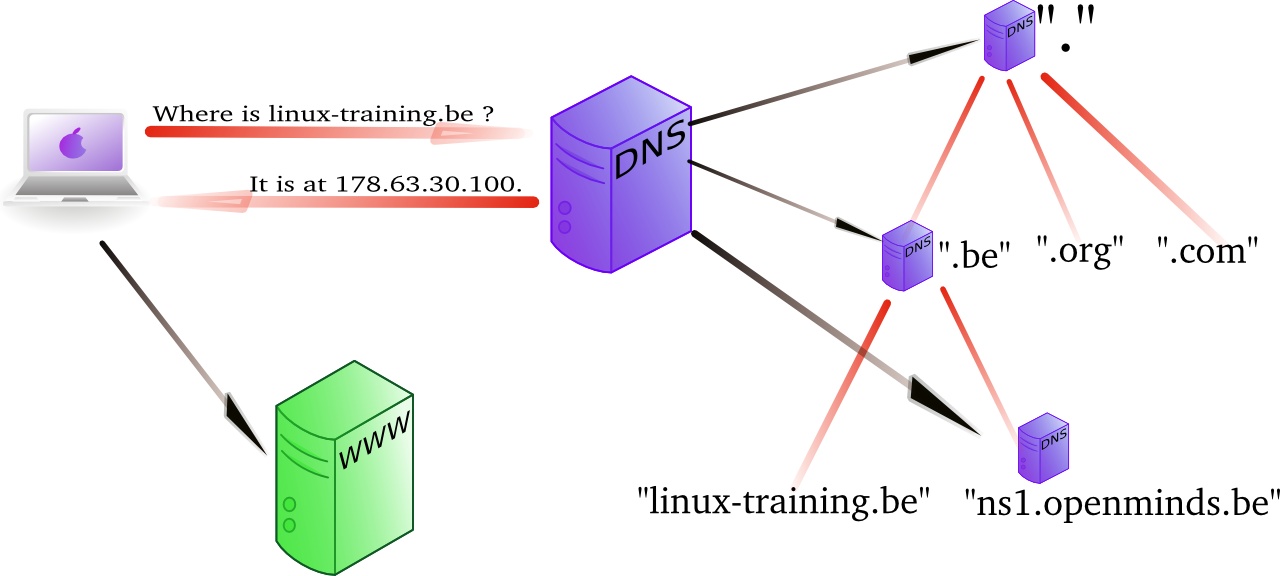 DNS
"."
Where is linux-training.be ?
DNS
It is at 178.63.30.100.
DNS
".be"
".org"
".com"
WWW
DNS
"linux-training.be"
"ns1.openminds.be"